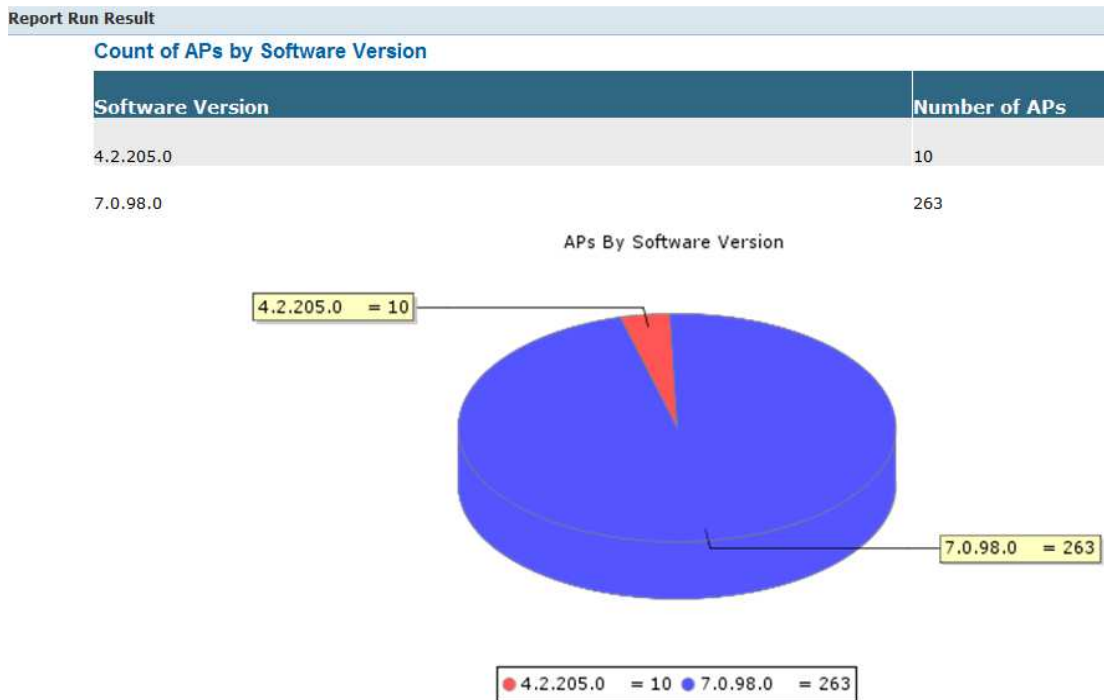 Report Run Result
Count of APs by Software Version
Software Version Number of APs
4.2.205.0 10
7.0.98.0 263
APs By Software Version
4.2.205.0 = 10
7.0.98.0 = 263
4.2.205.0 = 10 7.0.98.0 = 263